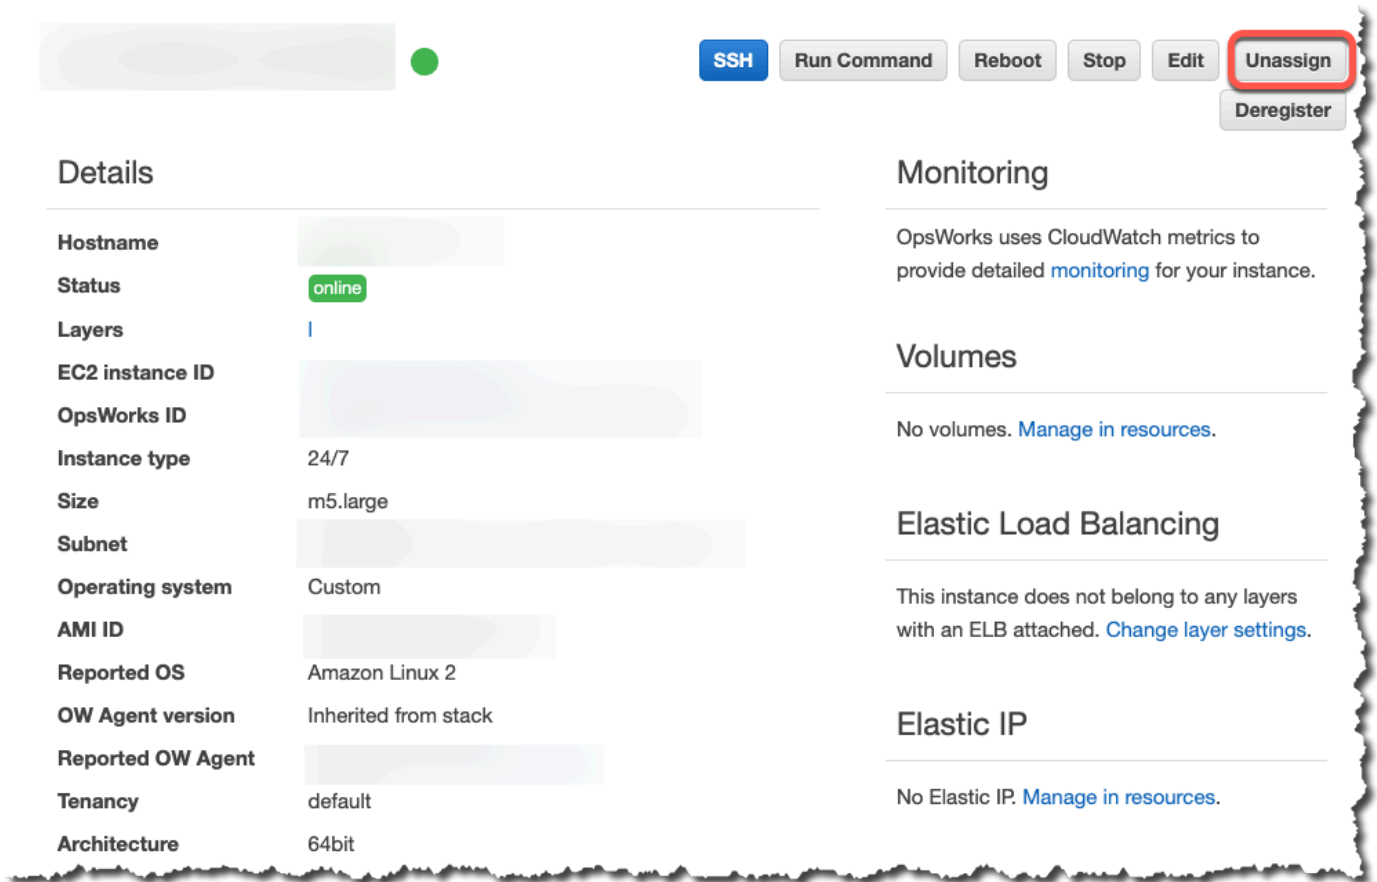 SSH Run Command Reboot Stop Edit Unassign
Deregister
Details
Hostname
Status online
Layers l
EC2 instance ID
OpsWorks ID
Instance type 24/7
Size m5.large
Subnet
Operating system Custom
AMI ID
Reported OS Amazon Linux 2
OW Agent version Inherited from stack
Reported OW Agent
Tenancy default
Architecture 64bit
Monitoring
OpsWorks uses CloudWatch metrics to
provide detailed monitoring for your instance.
Volumes
No volumes. Manage in resources.
Elastic Load Balancing
This instance does not belong to any layers
with an ELB attached. Change layer settings.
Elastic IP
No Elastic IP. Manage in resources.